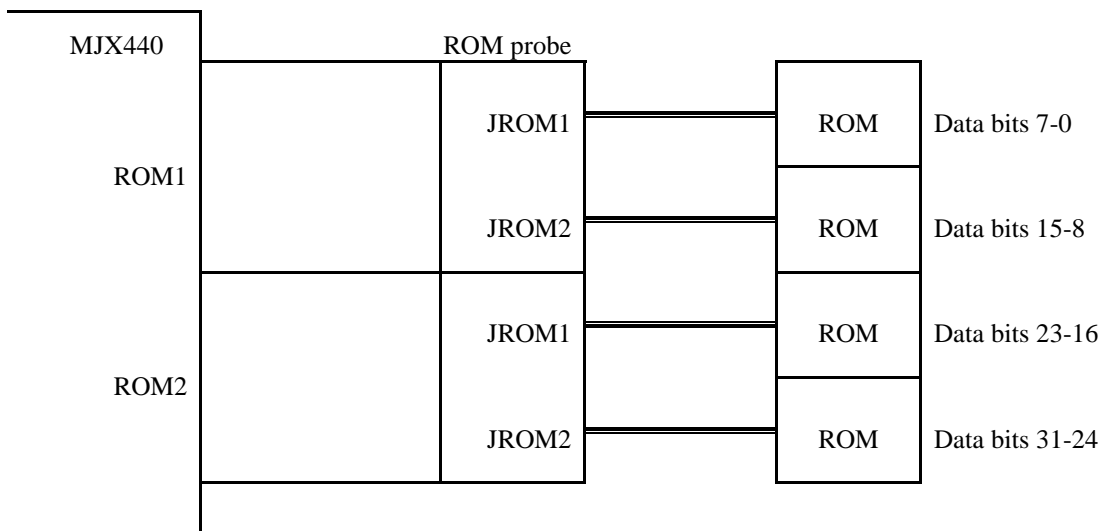 MJX440
ROM probe
JROM1
ROM
Data bits 7-0
ROM1
JROM2
ROM
Data bits 15-8
JROM1
ROM
Data bits 23-16
ROM2
JROM2
ROM
Data bits 31-24